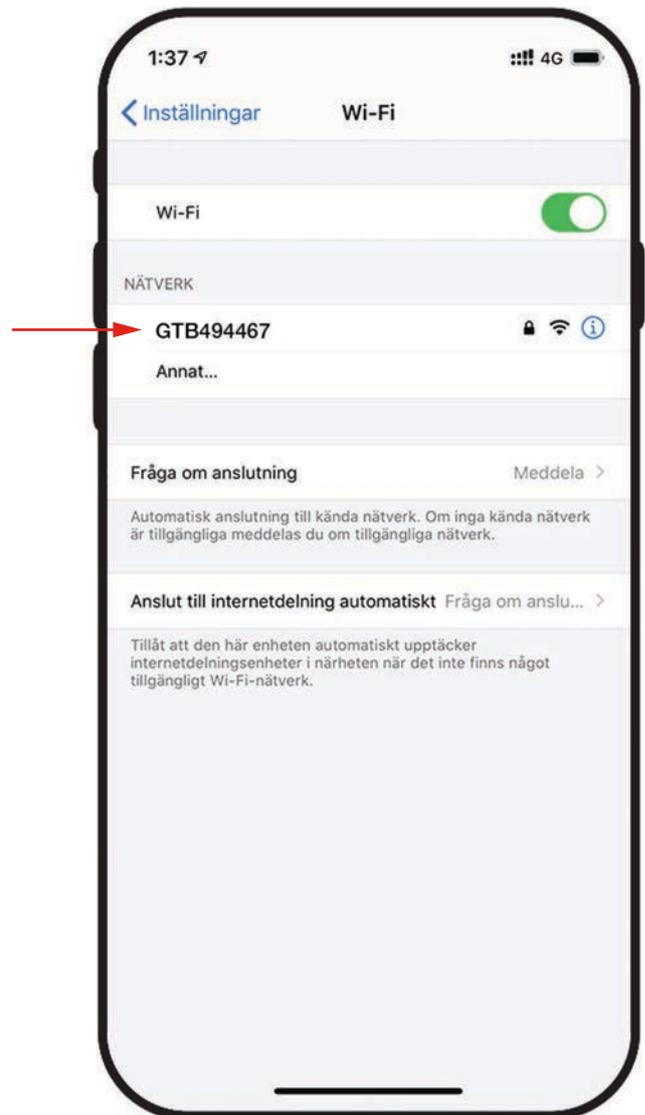 1:37 4G
Inställningar Wi-Fi
Wi-Fi
NÄTVERK
GTB494467
Annat...
Fråga om anslutning Meddela
Automatisk anslutning till kända nätverk. Om inga kända nätverk
är tillgängliga meddelas du om tillgängliga nätverk.
Anslut till internetdelning automatiskt Fråga om anslu...
Tillåt att den här enheten automatiskt upptäcker
internetdelningsenheter i närheten när det inte finns något
tillgängligt Wi-Fi-nätverk.